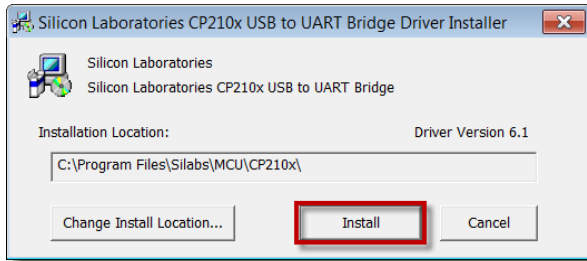 Silicon Laboratories CP210x USB to UART Bridge Driver Installer
Silicon Laboratories
Silicon Laboratories CP210x USB to UART Bridge
Installation Location: Driver Version 6.1
C:\Program Files\Silabs\MCU\CP210x\
Change Install Location... Install Cancel